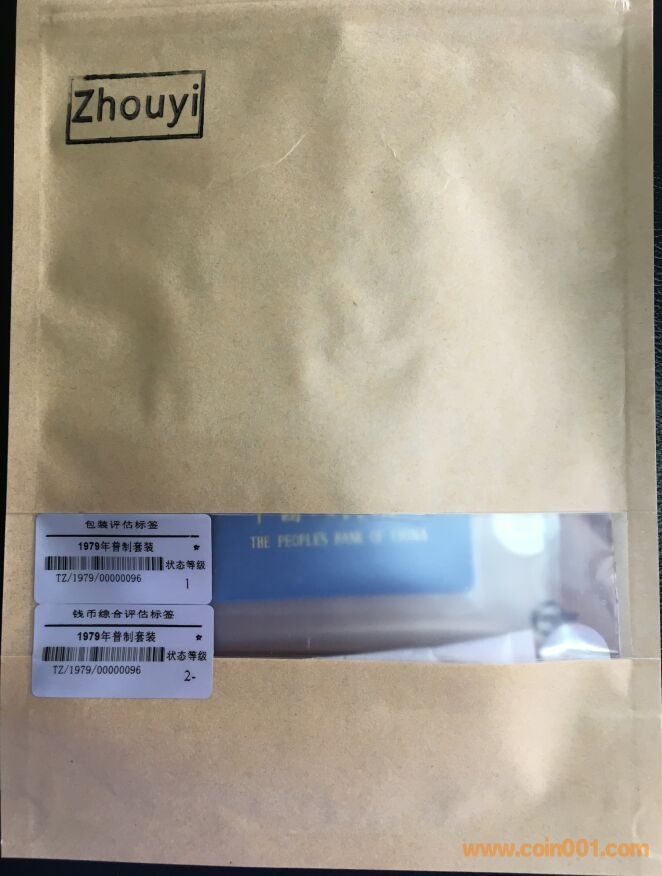 Zhouyi
包装评估标签
1979年普制套装
状态等级
TZ/1979/00000096
1
钱币综合评估标签
1979年普制套装
状态等级
TZ/1979/00000096
2-
THE PEOPLE'S BANK OF CHINA
www.coin001.com